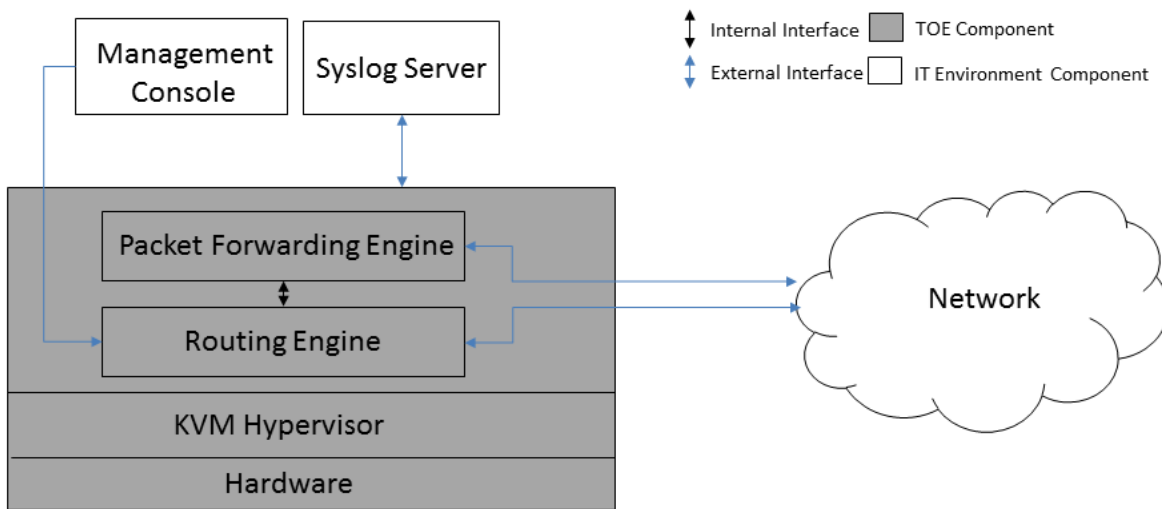 Management
Console
Syslog Server
Internal Interface
TOE Component
External Interface
IT Environment Component
Packet Forwarding Engine
Routing Engine
Network
KVM Hypervisor
Hardware